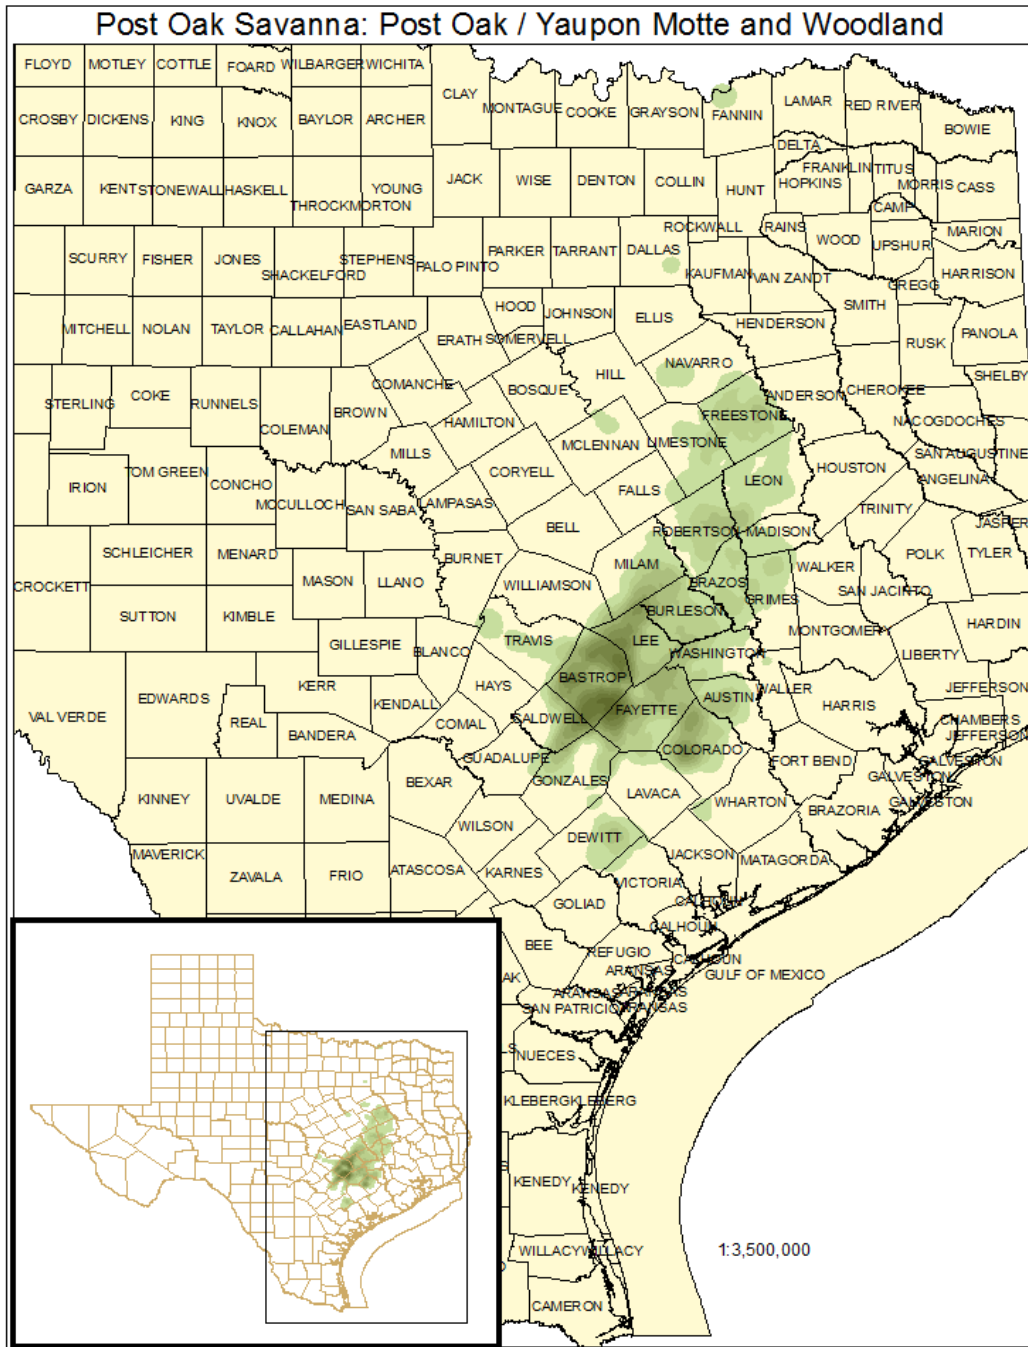 Post Oak Savanna: Post Oak / Yaupon Motte and Woodland
FLOYD MOTLEY COTTLE FOARD WILBARGER WICHITA
CLAY MONTAGUE COOKE GRAYSON FANNIN LAMAR RED RIVER BOWIE
CROSBY DICKENS KING KNOX BAYLOR ARCHER
DELTA
GARZA KENT STONEWALL HASKELL THROCKMORTON YOUNG JACK WISE DENTON COLLIN HUNT HOPKINS FRANKLIN TITUS MORRIS CASS
CAMP
ROCKWALL RAINS WOOD UPSHUR MARION
SCURRY FISHER JONES SHACKELFORD STEPHENS PALO PINTO PARKER TARRANT DALLAS KAUFMAN VAN ZANDT GREGG HARRISON
MITCHELL NOLAN TAYLOR CALLAHAN EASTLAND ERATH HOOD SOMERVELL JOHNSON ELLIS HENDERSON SMITH RUSK PANOLA
STERLING COKE RUNNELS COLEMAN BROWN COMANCHE HAMILTON BOSQUE HILL NAVARRO FREESTONE ANDERSON CHEROKEE SHELBY
NACOGDOCHES
MILLS CORYELL MCLENNAN LIMESTONE SAN AUGUSTINE
IRION TOM GREEN CONCHO MCCULLOCH SAN SABA LAMPASAS FALLS LEON HOUSTON ANGELINA
BELL TRINITY
ROBERTSON MADISON JASPER
CROCKETT SCHLEICHER MENARD MASON LLANO BURNET WILLIAMSON MILAM BRAZOS WALKER POLK TYLER
SUTTON KIMBLE BURLESON GRIMES SAN JACINTO
GILLESPIE BLANCO TRAVIS LEE WASHINGTON MONTGOMERY HARDIN
LIBERTY
VAL VERDE EDWARDS REAL KERR KENDALL HAYS BASTROP FAYETTE AUSTIN WALLER HARRIS JEFFERSON
BANDERA COMAL CALDWELL CHAMBERS
JEFFERSON
GUADALUPE COLORADO FORT BEND GALVESTON
KINNEY UVALDE MEDINA BEXAR GONZALES LAVACA WHARTON GALVESTON
BRAZORIA GALVESTON
WILSON DEWITT
MAVERICK ZAVALA FRIO ATASCOSA KARNES JACKSON MATAGORDA
VICTORIA
GOLIAD CALHOUN
CALHOUN
BEE REFUGIO CALHOUN
AK ARANSAS GULF OF MEXICO
ARANSAS ARANSAS
SAN PATRICIO ARANSAS
NUECES
KLEBERG KLEBERG
KENEDY KENEDY
1:3,500,000
WILLACY WILLACY
CAMERON